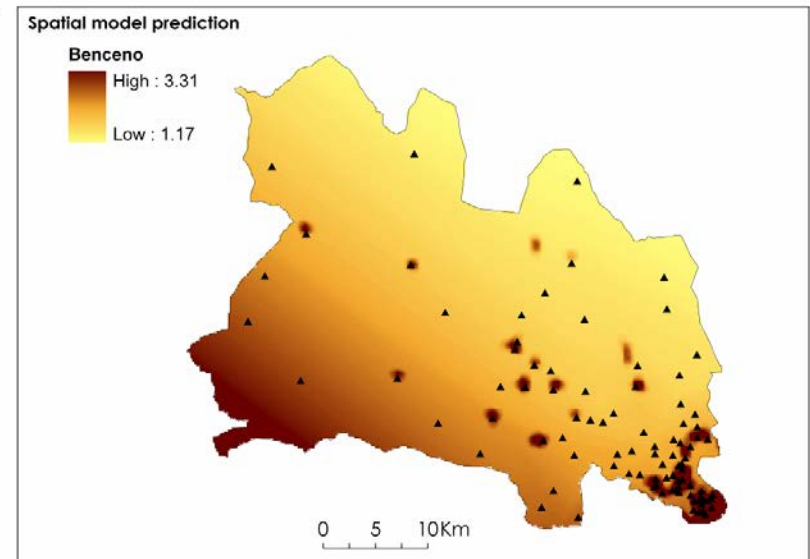 Spatial model prediction
Benceno
High : 3.31
Low : 1.17
0 5 10Km